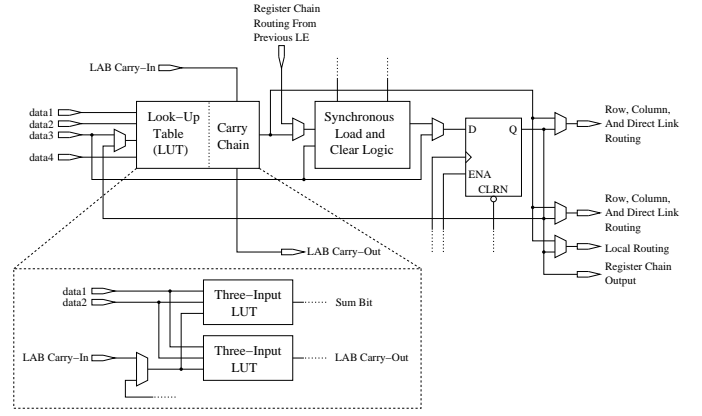 Register Chain
Routing From
Previous LE
LAB Carry–In
data1
data2
data3
data4
Look–Up
Table
(LUT)
Carry
Chain
Synchronous
Load and
Clear Logic
D
Q
ENA
CLRN
Row, Column,
And Direct Link
Routing
Row, Column,
And Direct Link
Routing
Local Routing
Register Chain
Output
LAB Carry–Out
data1
data2
Three–Input
LUT
Sum Bit
LAB Carry–In
Three–Input
LUT
LAB Carry–Out